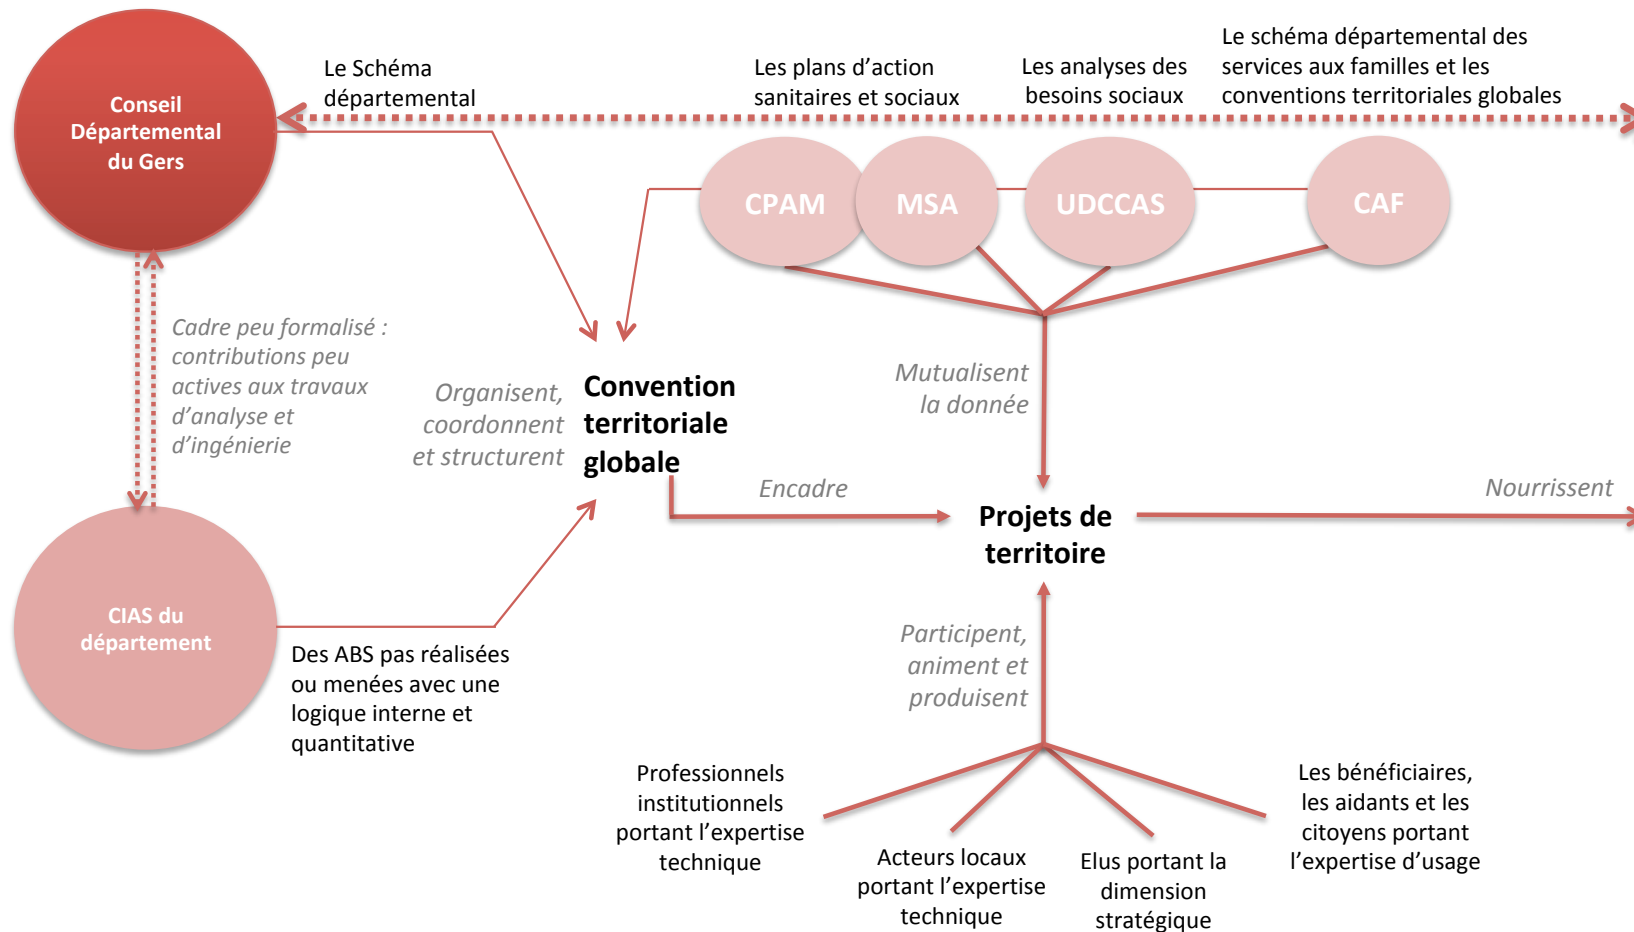 Conseil
Départemental
du Gers
Le Schéma
départemental
Les plans d'action
sanitaires et sociaux
Les analyses des
besoins sociaux
Le schéma départemental des
services aux familles et les
conventions territoriales globales
CPAM
MSA
UDCCAS
CAF
Cadre peu formalisé :
contributions peu
actives aux travaux
d'analyse et
d'ingénierie
Organisent,
coordonnent
et structurent
Convention
territoriale
globale
Mutualisent
la donnée
Encadre
Projets de
territoire
Nourrissent
CIAS du
département
Des ABS pas réalisées
ou menées avec une
logique interne et
quantitative
Participent,
animent et
produisent
Professionnels
institutionnels
portant l'expertise
technique
Acteurs locaux
portant l'expertise
technique
Elus portant la
dimension
stratégique
Les bénéficiaires,
les aidants et les
citoyens portant
l'expertise d'usage